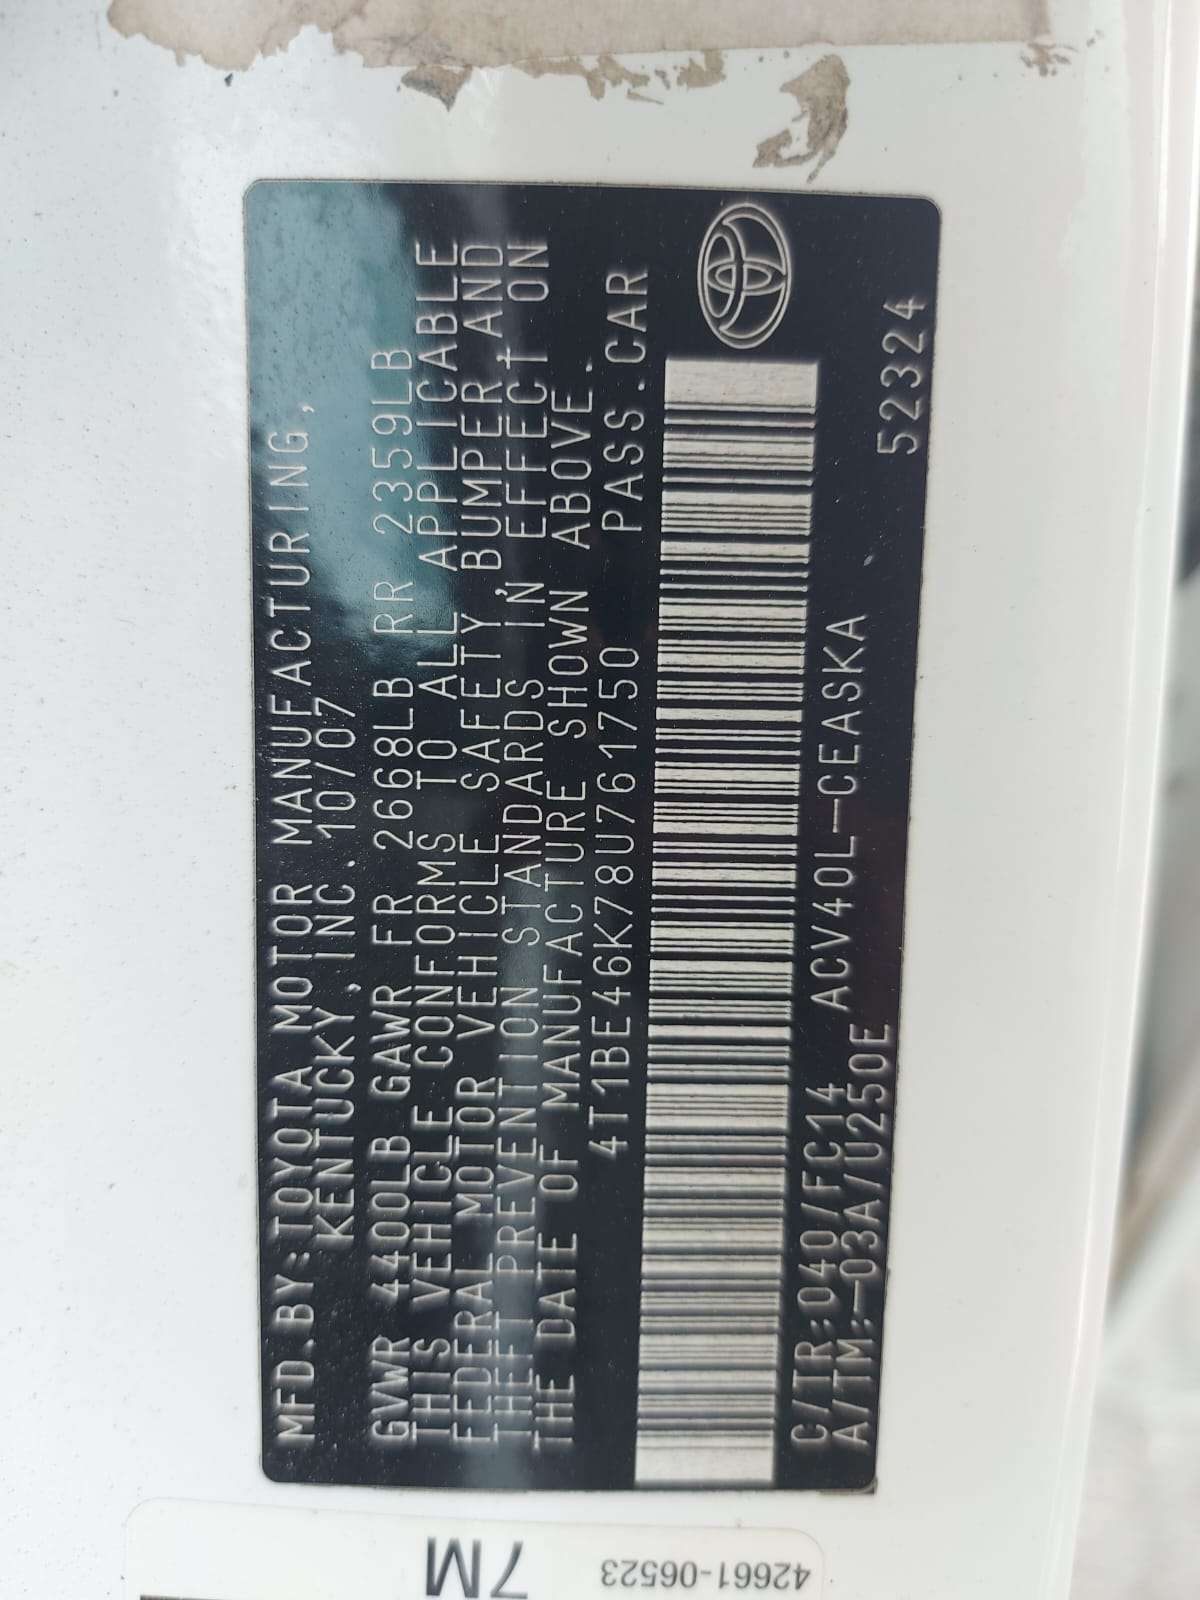 MFD.BY:TOYOTA MOTOR MANUFACTURING,
KENTUCKY,INC.10/07
GVWR 4400LB GAWR FR 2668LB RR 2359LB
THIS VEHICLE CONFORMS TO ALL APPLICABLE
FEDERAL MOTOR VEHICLE SAFETY,BUMPER,AND
THEFT PREVENTION STANDARDS IN EFFECT ON
THE DATE OF MANUFACTURE SHOWN ABOVE.
4T1BE46K78U761750 PASS.CAR
C/TR:040/FC14 ACV40L-CEASKA 52324
A/TM:-03A/U250E
7M
42661-06523